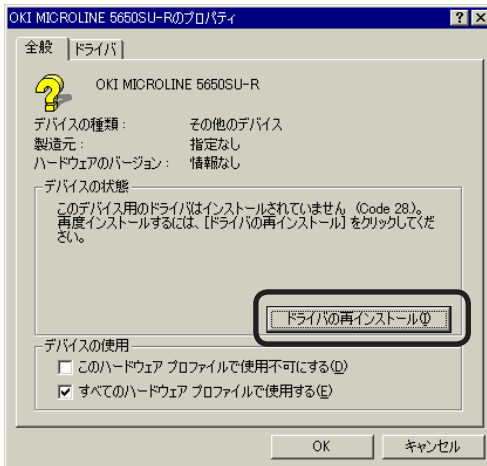 OKI MICROLINE 5650SU-Rのプロパティ
全般 ドライバ
OKI MICROLINE 5650SU-R
デバイスの種類： その他のデバイス
製造元： 指定なし
ハードウェアのバージョン： 情報なし
デバイスの状態
このデバイス用のドライバはインストールされていません (Code 28.)。
再度インストールするには、[ドライバの再インストール] をクリックしてくだ
さい。
ドライバの再インストール(I)
デバイスの使用
このハードウェア プロファイルで使用不可にする(D)
すべてのハードウェア プロファイルで使用する(E)
OK キャンセル